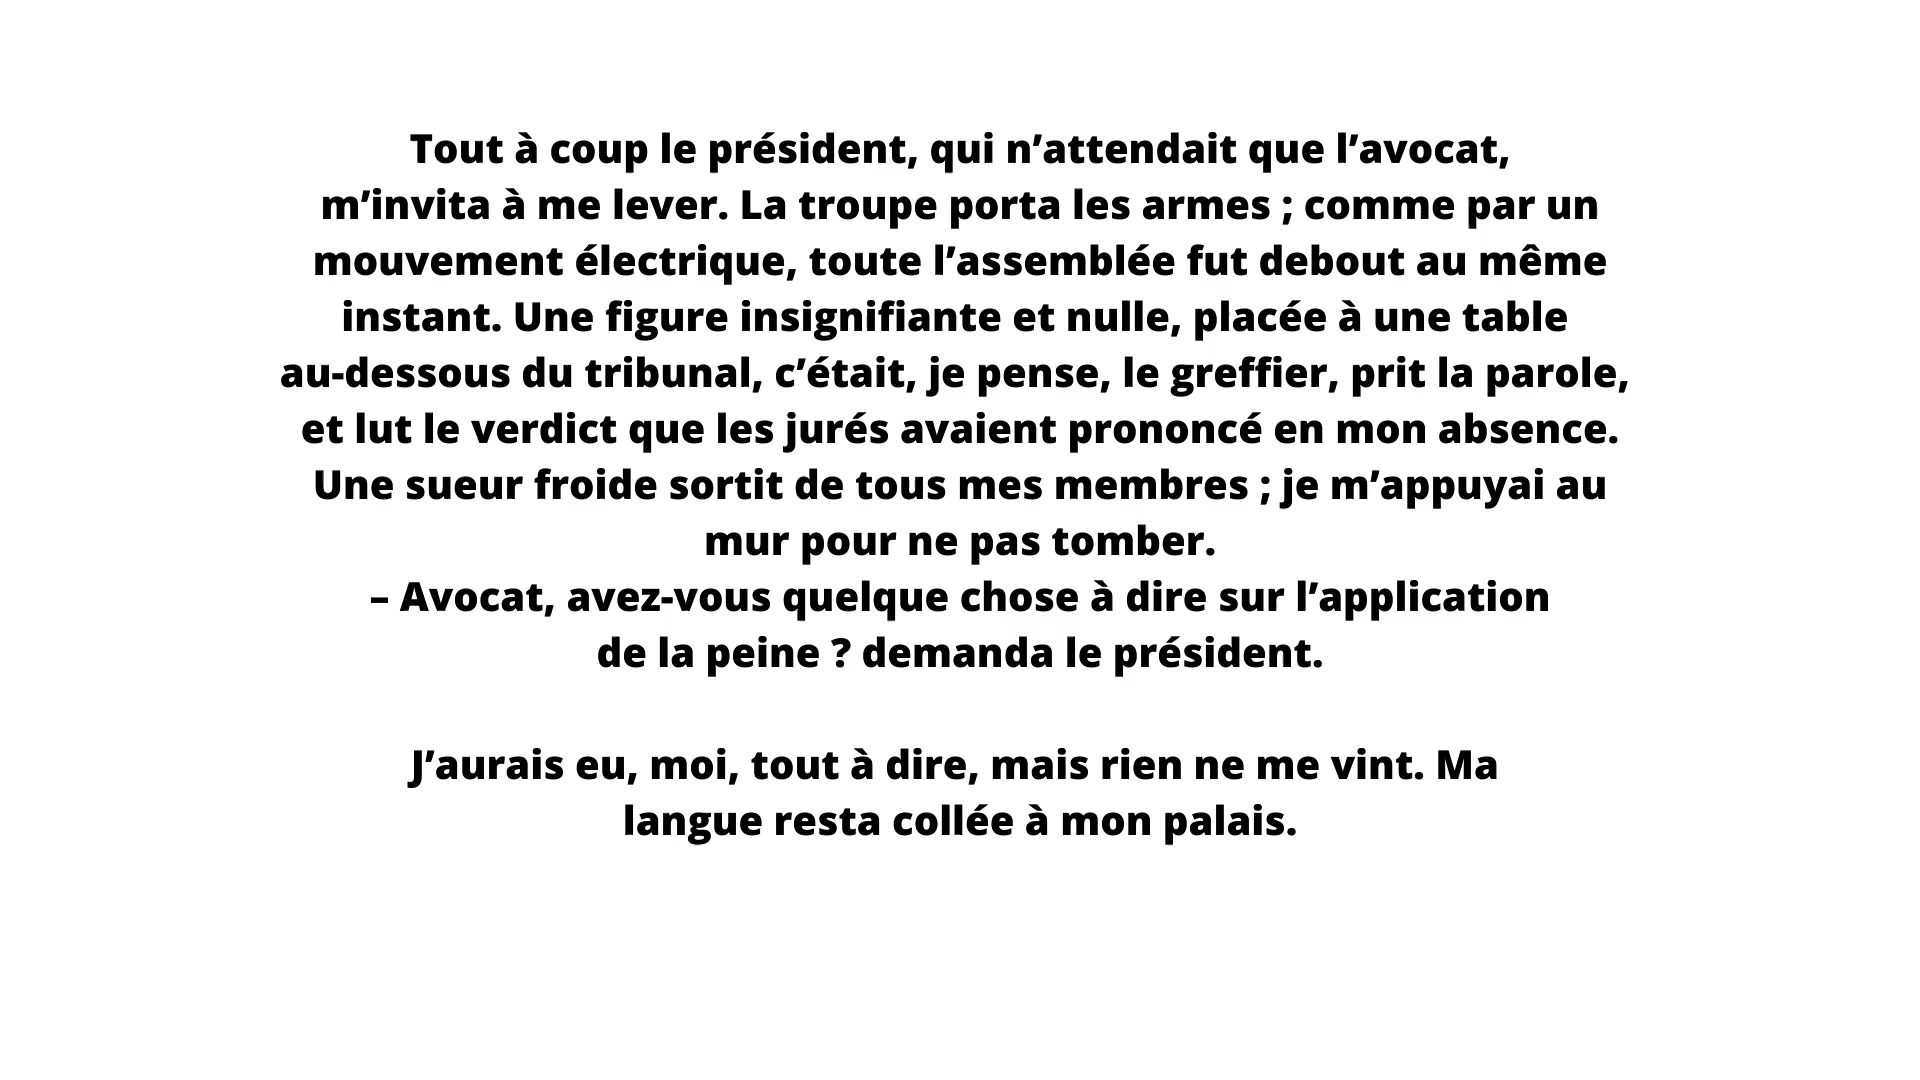 Tout à coup le président, qui n’attendait que l’avocat,
m’invita à me lever. La troupe porta les armes ; comme par un
mouvement électrique, toute l’assemblée fut debout au même
instant. Une figure insignifiante et nulle, placée à une table
au-dessous du tribunal, c’était, je pense, le greffier, prit la parole,
et lut le verdict que les jurés avaient prononcé en mon absence.
Une sueur froide sortit de tous mes membres ; je m’appuyai au
mur pour ne pas tomber.
– Avocat, avez-vous quelque chose à dire sur l’application
de la peine ? demanda le président.
J’aurais eu, moi, tout à dire, mais rien ne me vint. Ma
langue resta collée à mon palais.